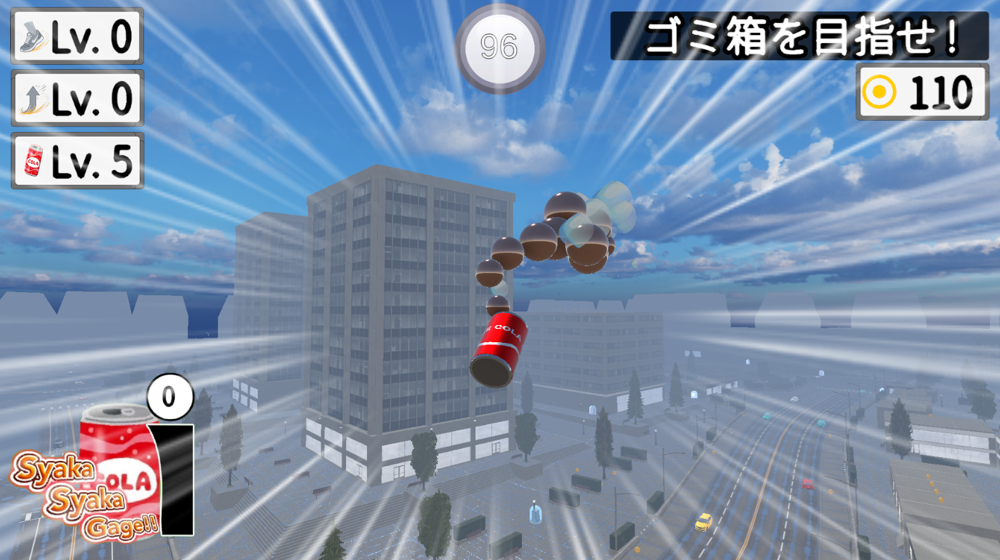 Lv. 0
96
ゴミ箱を目指せ!
Lv. 0
110
Lv. 5
COLA
COLA
0
Syaka
OLA
Syaka
Gage!!